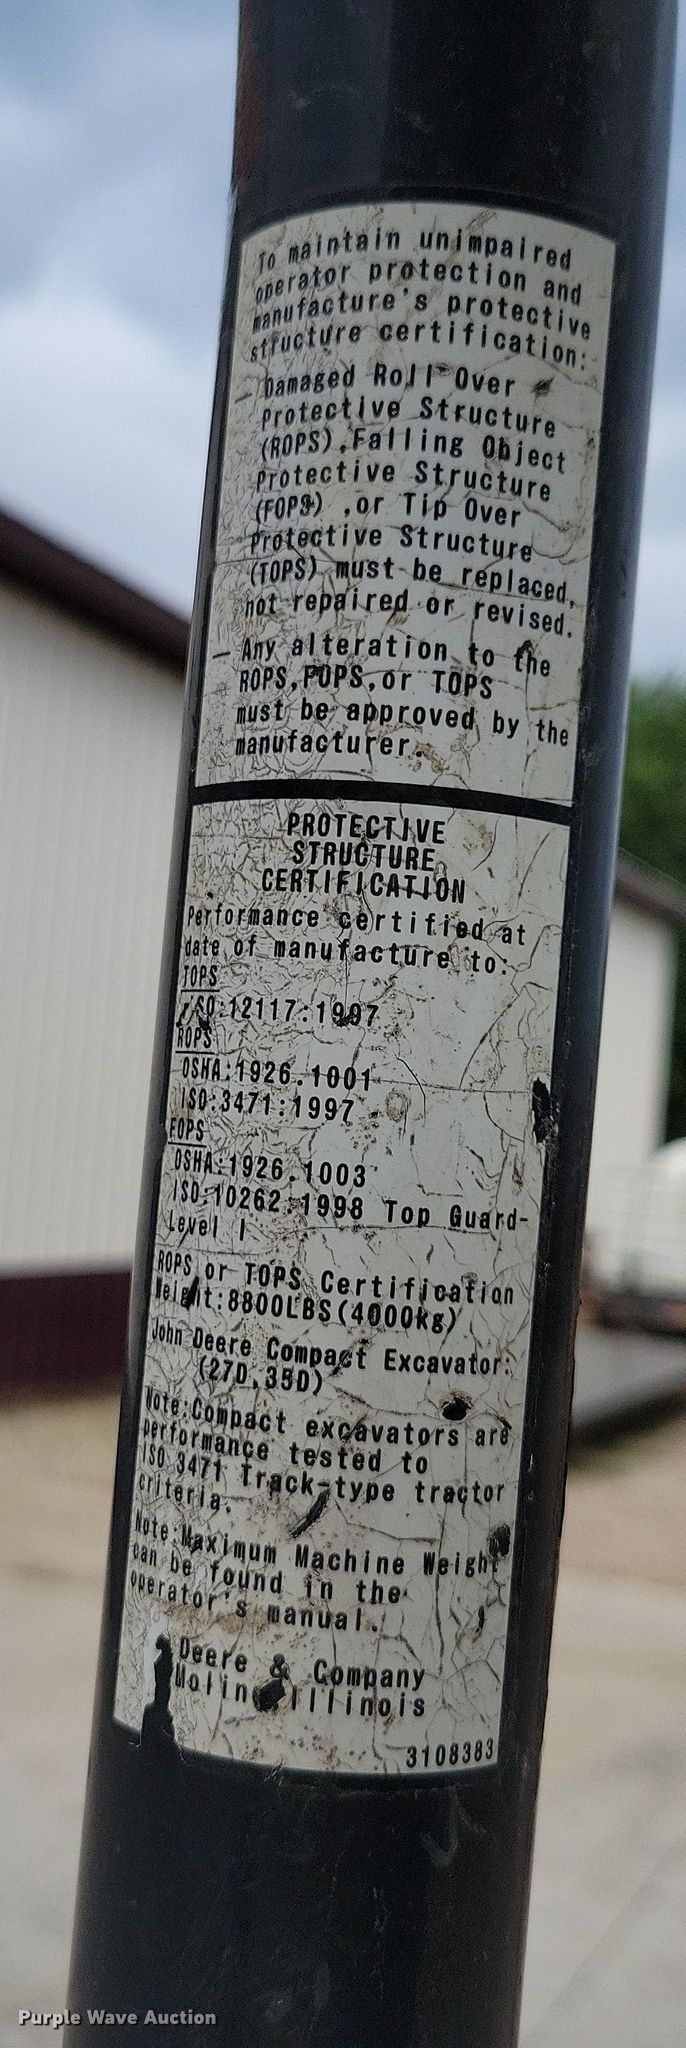 To maintain unimpaired
operator protection and
manufacture's protective
structure certification:
- Damaged Roll Over
Protective Structure
(ROPS),Falling Object
Protective Structure
(FOPS) ,or Tip Over
Protective Structure
(TOPS) must be replaced,
not repaired or revised.
- Any alteration to the
ROPS,FOPS,or TOPS
must be approved by the
manufacturer.
PROTECTIVE
STRUCTURE
CERTIFICATION
Performance certified at
date of manufacture to:
TOPS
ISO:12117:1997
ROPS
OSHA:1926.1001
ISO:3471:1997
FOPS
OSHA:1926.1003
ISO:10262:1998 Top Guard-
Level I
ROPS or TOPS Certification
Weight:8800LBS(4000kg)
John Deere Compact Excavator:
(27D,35D)
Note:Compact excavators are
performance tested to
ISO 3471 Track-type tractor
criteria.
Note:Maximum Machine Weight
can be found in the
operator's manual.
Deere & Company
Moline Illinois
3108383
Purple Wave Auction